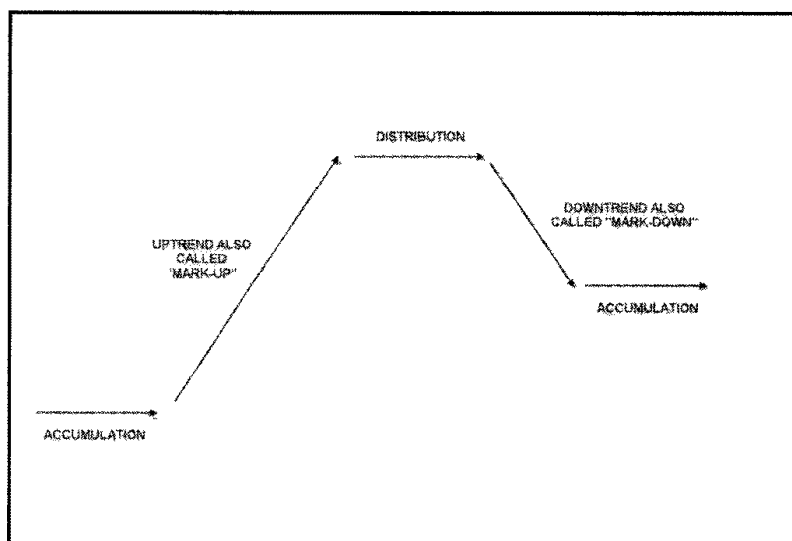 DISTRIBUTION
DOWNTREND ALSO
CALLED "MARK-DOWN"
UPTREND ALSO
CALLED
"MARK-UP"
ACCUMULATION
ACCUMULATION